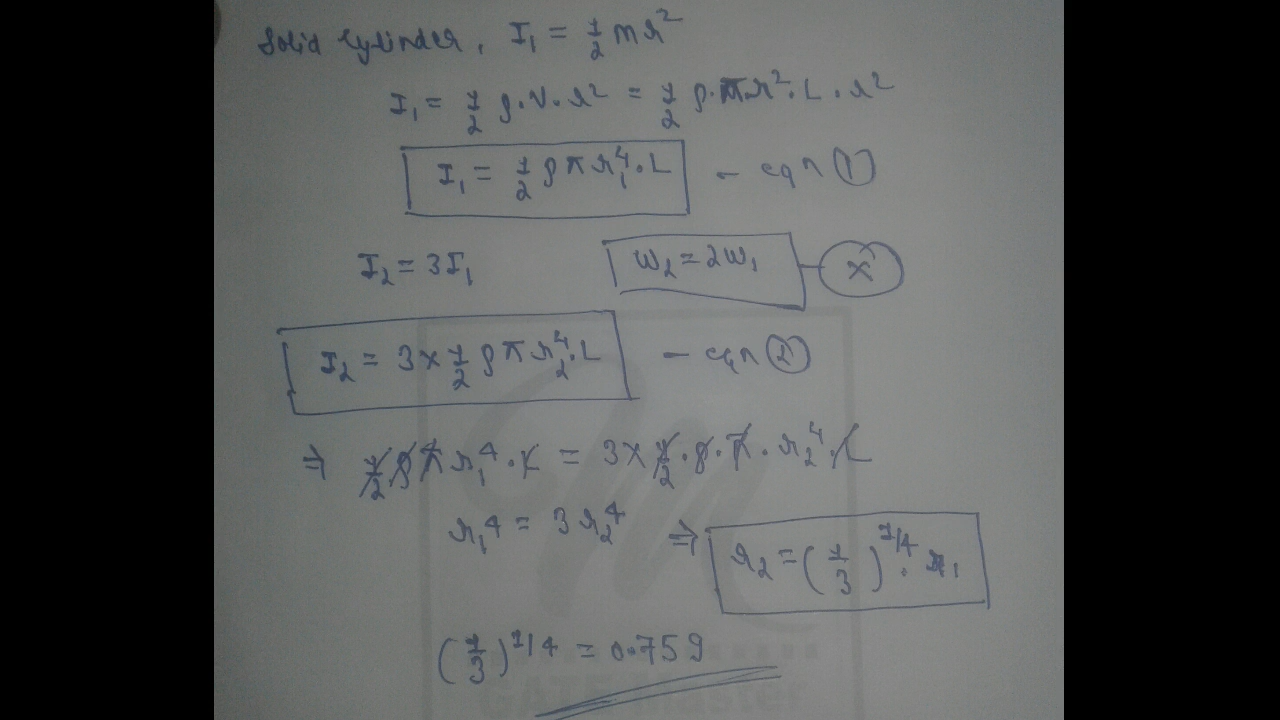 Solid Cylinder, I₁ = 1/2 mr²
I₁ = 1/2 ρ.V.r² = 1/2 ρ.πr².L.r²
I₁ = 1/2 ρπr₁⁴.L - eqn ①
I₂ = 3I₁ ω₂ = 2ω₁ - x
I₂ = 3×1/2 ρπr₂⁴.L - eqn ②
⇒ 1/2 ρπr₁⁴.L = 3×1/2.ρ.π.r₂⁴.L
r₁⁴ = 3r₂⁴ ⇒ r₂ = (1/3)^1/4 . r₁
(1/3)^1/4 = 0.759